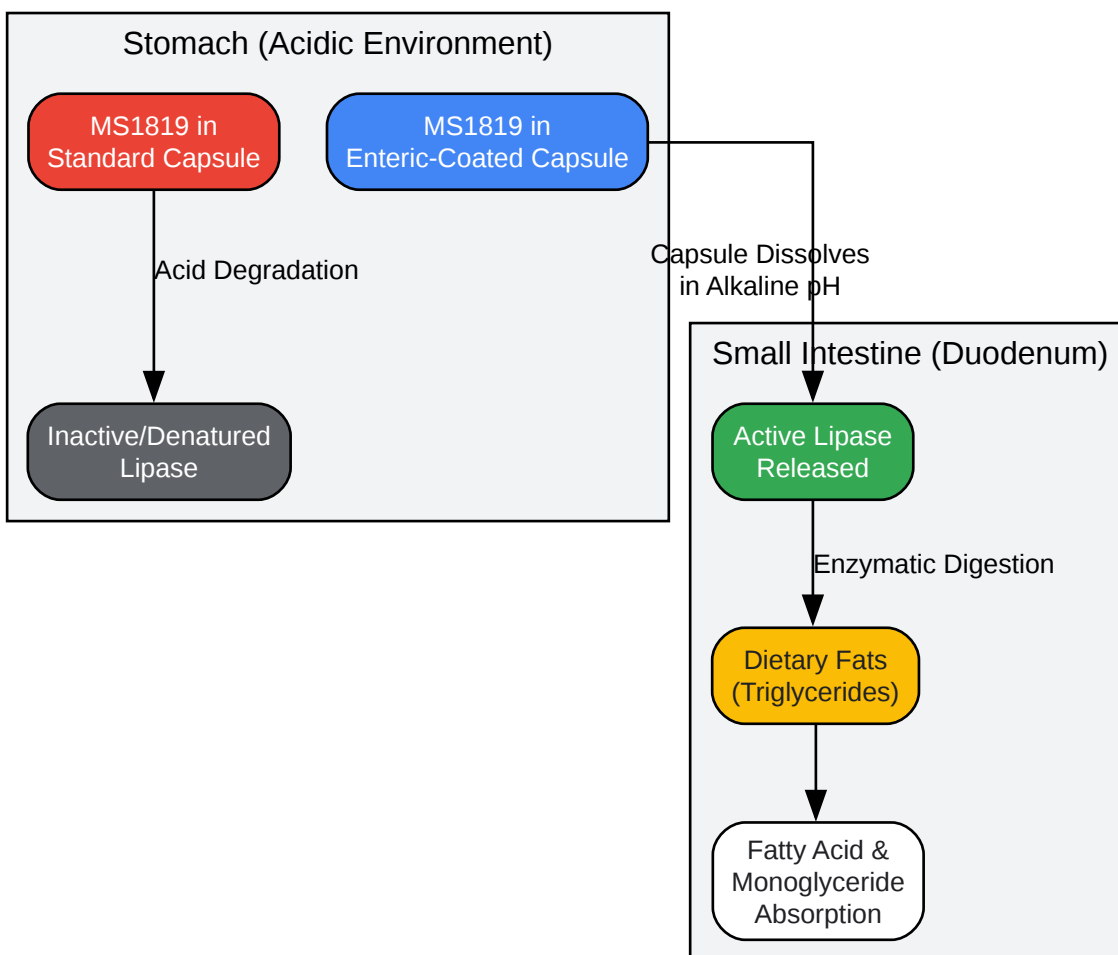 Stomach (Acidic Environment)
MS1819 in
Standard Capsule
MS1819 in
Enteric-Coated Capsule
Acid Degradation
Capsule Dissolves
in Alkaline pH
Inactive/Denatured
Lipase
Small Intestine (Duodenum)
Active Lipase
Released
Enzymatic Digestion
Dietary Fats
(Triglycerides)
Fatty Acid &
Monoglyceride
Absorption